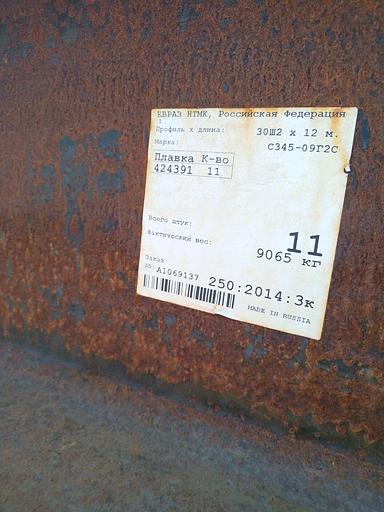 ЕВРАЗ НТМК, Российская Федерация
1
Профиль х длина: 30Ш2 х 12 м.
Марка: С345-09Г2С
Плавка К-во
424391 11
Всего штук: 11
Фактический вес: 9065 кг
Заказ: 250:2014:3к
ID: A1069137
MADE IN RUSSIA